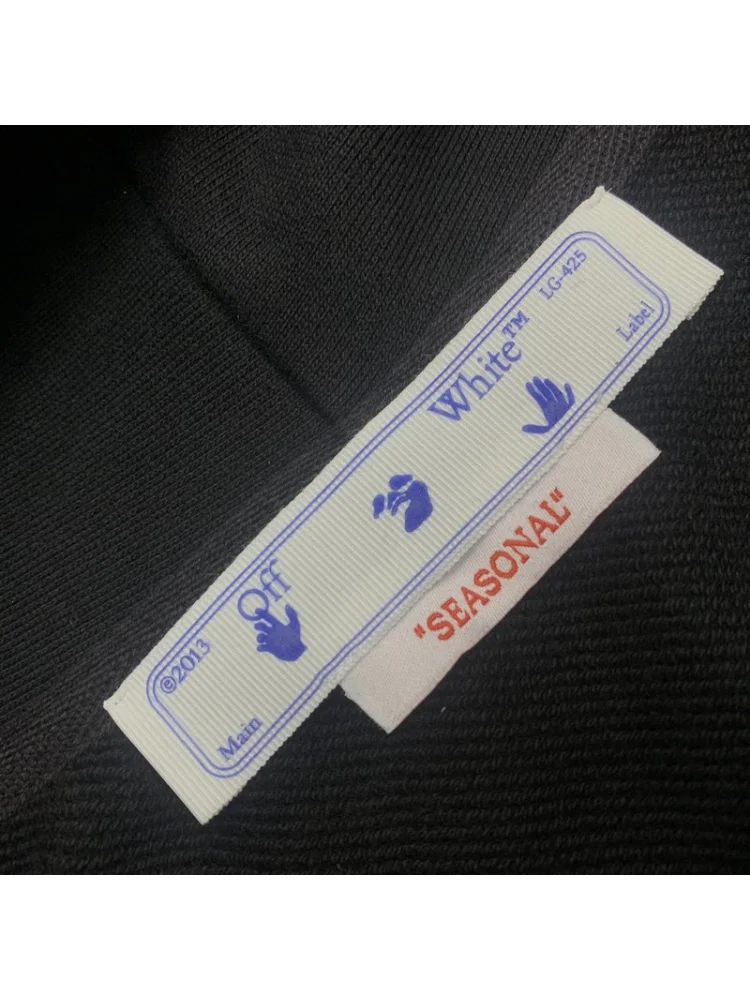 Off White™
©2013
LG-425
Main
Label
"SEASONAL"